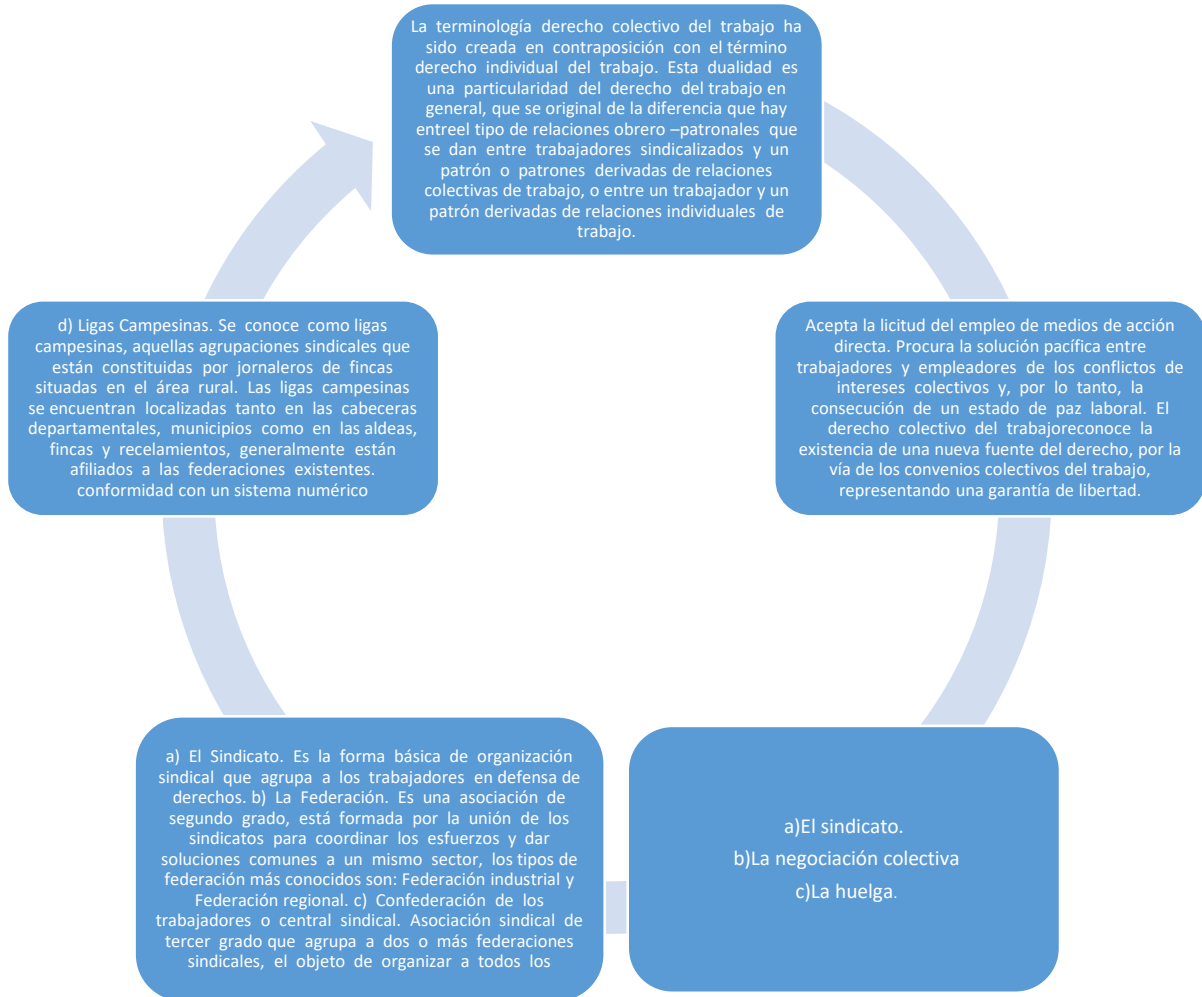 La terminología derecho colectivo del trabajo ha
sido creada en contraposición con el término
derecho individual del trabajo. Esta dualidad es
una particularidad del derecho del trabajo en
general, que se original de la diferencia que hay
entreel tipo de relaciones obrero –patronales que
se dan entre trabajadores sindicalizados y un
patrón o patrones derivadas de relaciones
colectivas de trabajo, o entre un trabajador y un
patrón derivadas de relaciones individuales de
trabajo.
Acepta la licitud del empleo de medios de acción
directa. Procura la solución pacífica entre
trabajadores y empleadores de los conflictos de
intereses colectivos y, por lo tanto, la
consecución de un estado de paz laboral. El
derecho colectivo del trabajoreconoce la
existencia de una nueva fuente del derecho, por la
vía de los convenios colectivos del trabajo,
representando una garantía de libertad.
a)El sindicato.
b)La negociación colectiva
c)La huelga.
a) El Sindicato. Es la forma básica de organización
sindical que agrupa a los trabajadores en defensa de
derechos. b) La Federación. Es una asociación de
segundo grado, está formada por la unión de los
sindicatos para coordinar los esfuerzos y dar
soluciones comunes a un mismo sector, los tipos de
federación más conocidos son: Federación industrial y
Federación regional. c) Confederación de los
trabajadores o central sindical. Asociación sindical de
tercer grado que agrupa a dos o más federaciones
sindicales, el objeto de organizar a todos los
d) Ligas Campesinas. Se conoce como ligas
campesinas, aquellas agrupaciones sindicales que
están constituidas por jornaleros de fincas
situadas en el área rural. Las ligas campesinas
se encuentran localizadas tanto en las cabeceras
departamentales, municipios como en las aldeas,
fincas y recelamientos, generalmente están
afiliados a las federaciones existentes.
conformidad con un sistema numérico